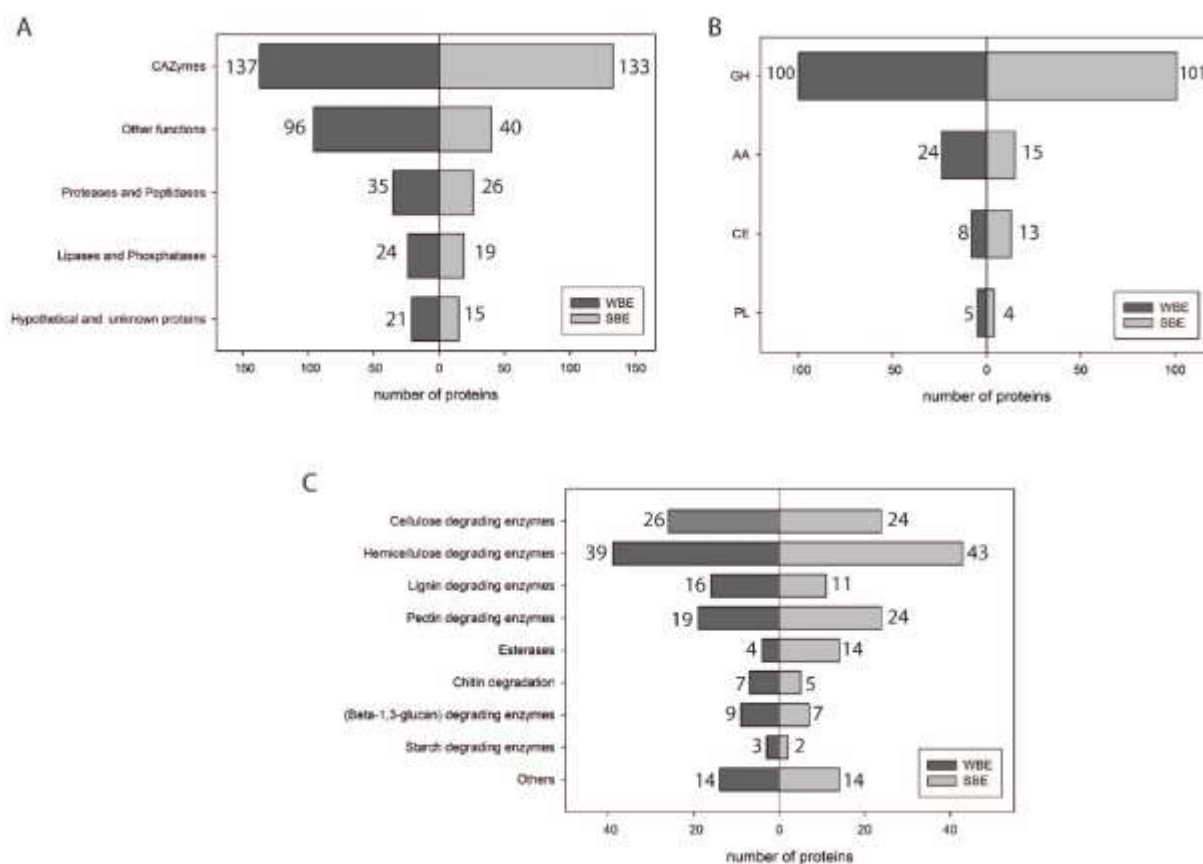 A
CAZymes 137 133
Other functions 96 40
Proteases and Peptidases 35 26
Lipases and Phosphatases 24 19
Hypothetical and unknown proteins 21 15
WBE
SBE
150 100 50 0 50 100 150
number of proteins
B
GH 100 101
AA 24 15
CE 8 13
PL 5 4
WBE
SBE
100 50 0 50 100
number of proteins
C
Cellulose degrading enzymes 26 24
Hemicellulose degrading enzymes 39 43
Lignin degrading enzymes 16 11
Pectin degrading enzymes 19 24
Esterases 4 14
Chitin degradation 7 5
(Beta-1,3-glucan) degrading enzymes 9 7
Starch degrading enzymes 3 2
Others 14 14
WBE
SBE
40 20 0 20 40
number of proteins